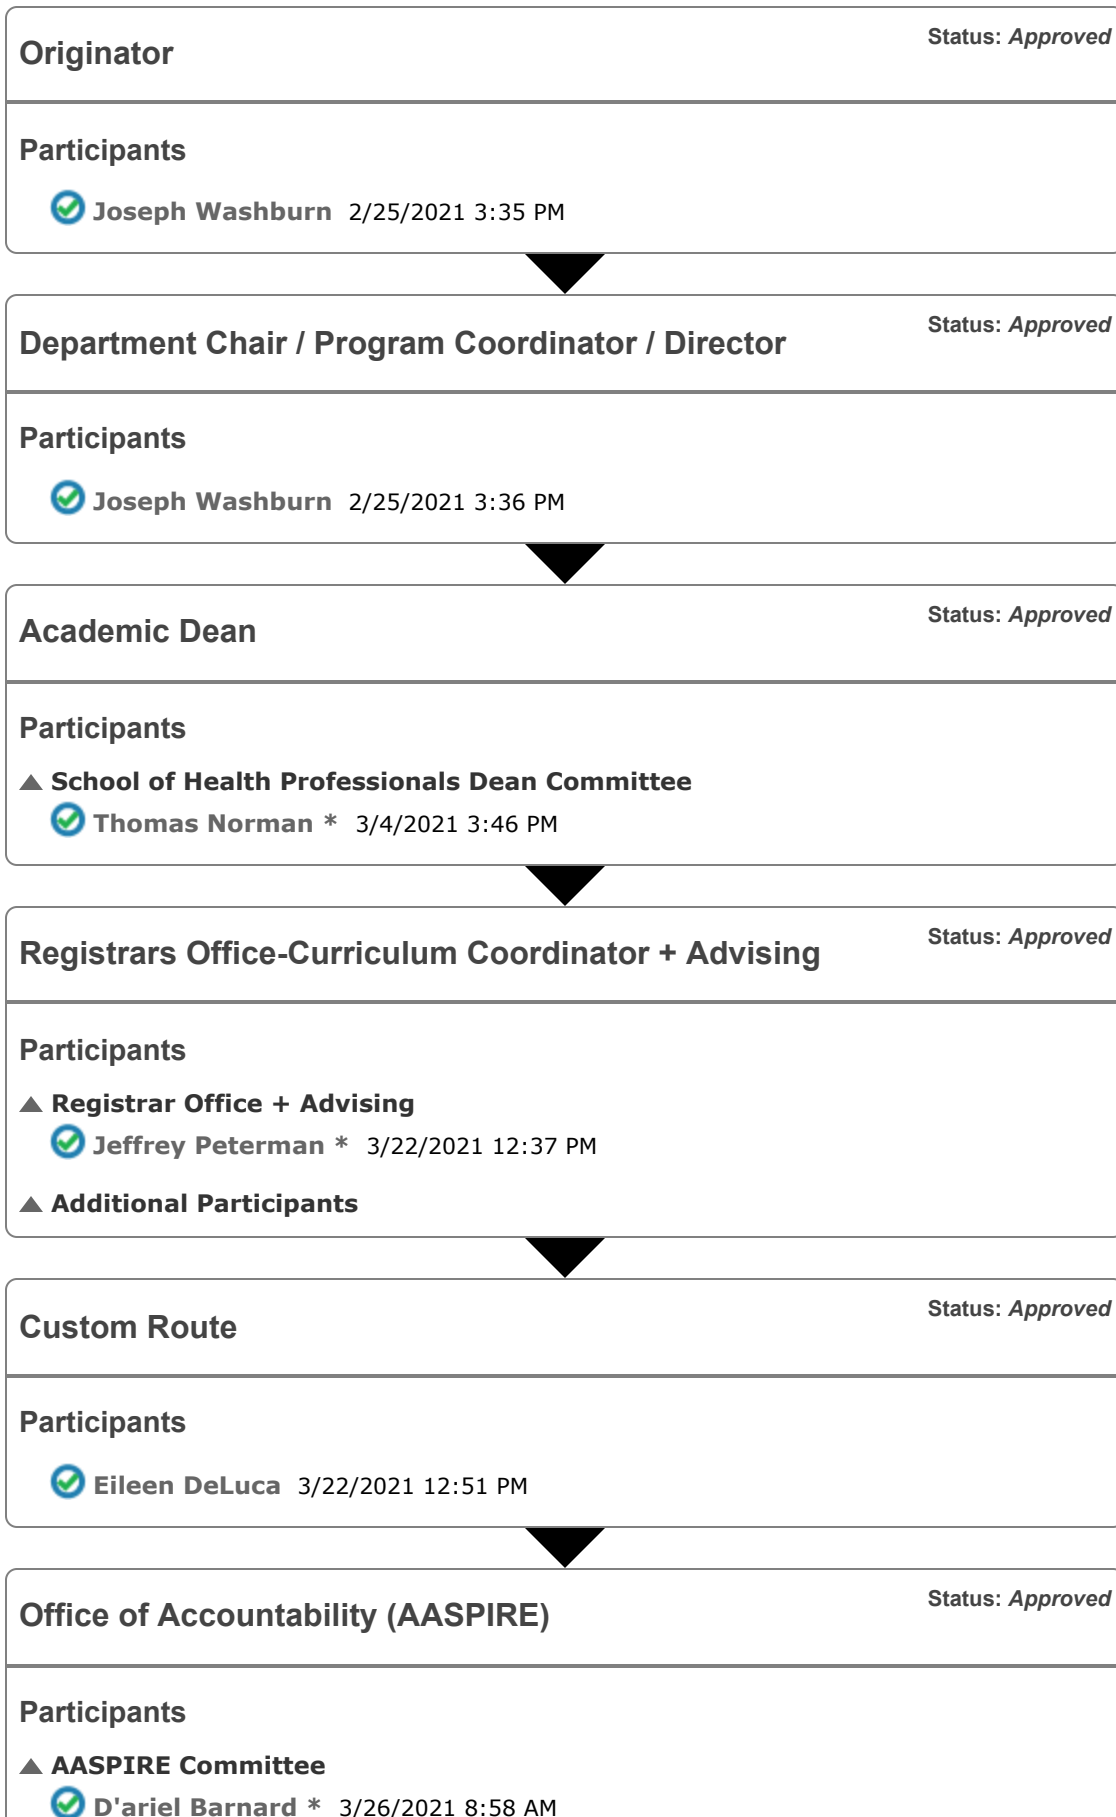 Originator
Status: Approved
Participants
Joseph Washburn 2/25/2021 3:35 PM
Department Chair / Program Coordinator / Director
Status: Approved
Participants
Joseph Washburn 2/25/2021 3:36 PM
Academic Dean
Status: Approved
Participants
School of Health Professionals Dean Committee
Thomas Norman * 3/4/2021 3:46 PM
Registrars Office-Curriculum Coordinator + Advising
Status: Approved
Participants
Registrar Office + Advising
Jeffrey Peterman * 3/22/2021 12:37 PM
Additional Participants
Custom Route
Status: Approved
Participants
Eileen DeLuca 3/22/2021 12:51 PM
Office of Accountability (AASPIRE)
Status: Approved
Participants
AASPIRE Committee
D'ariel Barnard * 3/26/2021 8:58 AM